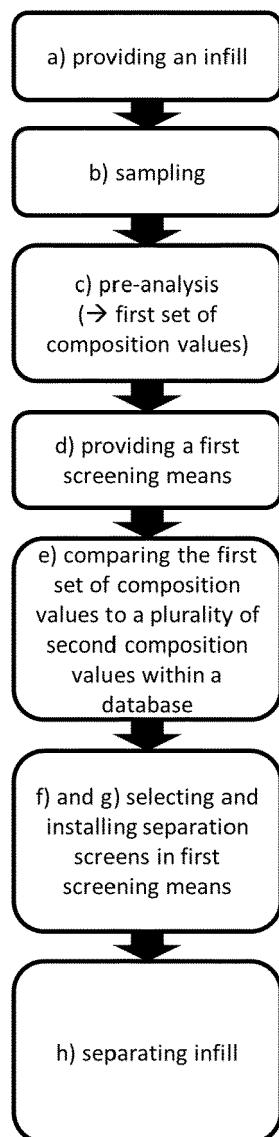 a) providing an infill
b) sampling
c) pre-analysis
(→ first set of
composition values)
d) providing a first
screening means
e) comparing the first
set of composition
values to a plurality of
second composition
values within a
database
f) and g) selecting and
installing separation
screens in first
screening means
h) separating infill